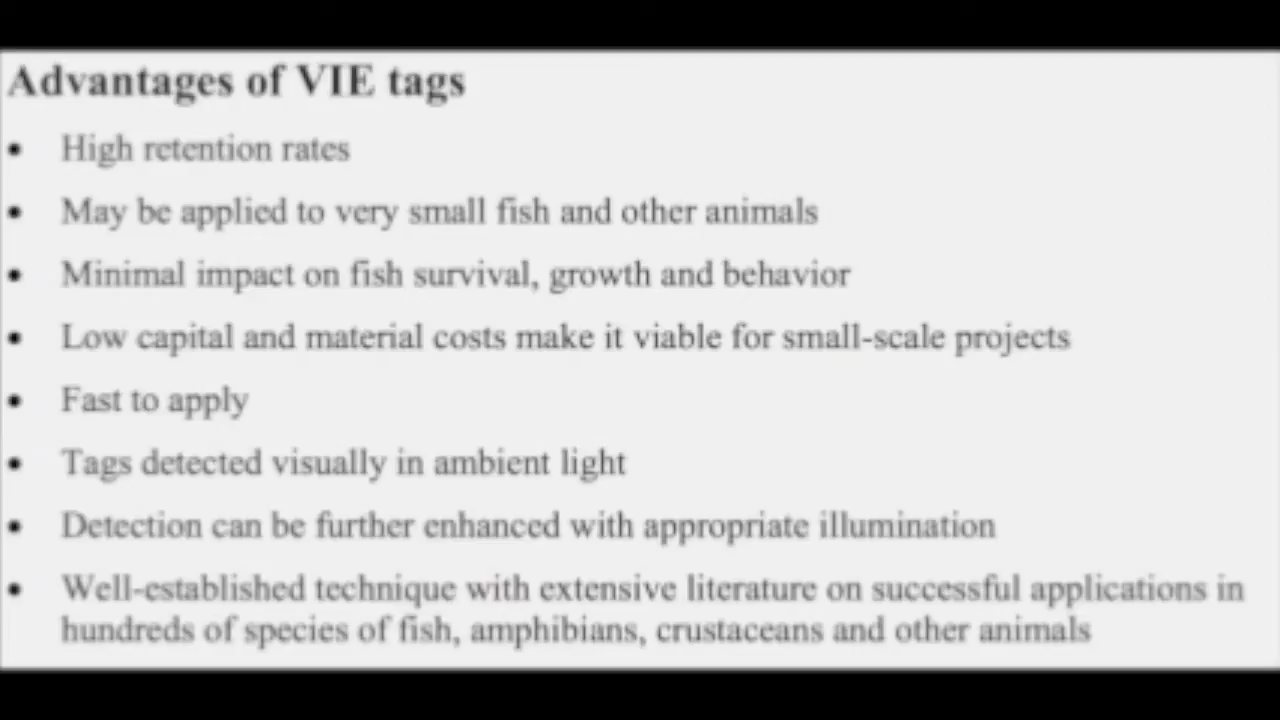 Advantages of VIE tags
• High retention rates
• May be applied to very small fish and other animals
• Minimal impact on fish survival, growth and behavior
• Low capital and material costs make it viable for small-scale projects
• Fast to apply
• Tags detected visually in ambient light
• Detection can be further enhanced with appropriate illumination
• Well-established technique with extensive literature on successful applications in
hundreds of species of fish, amphibians, crustaceans and other animals